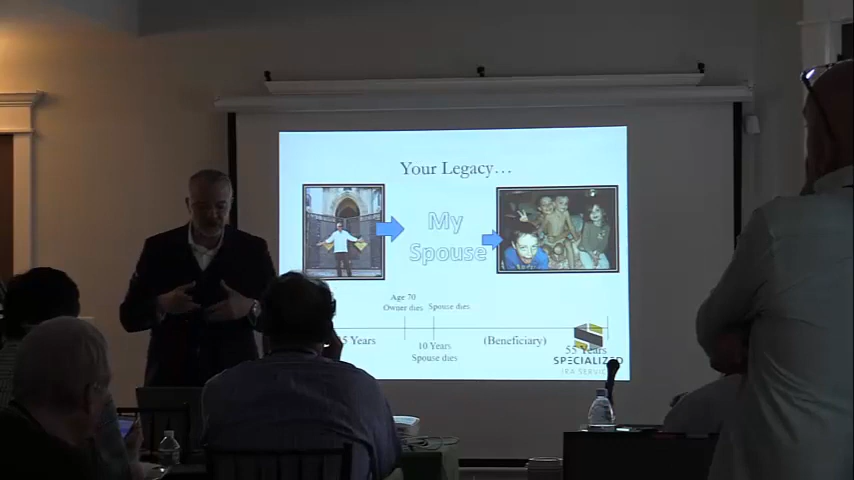 Your Legacy...
My
Spouse
Age 70
Owner dies
Spouse dies
5 Years
10 Years
Spouse dies
(Beneficiary)
55 Years
SPECIALIZED
IRA SERVICES